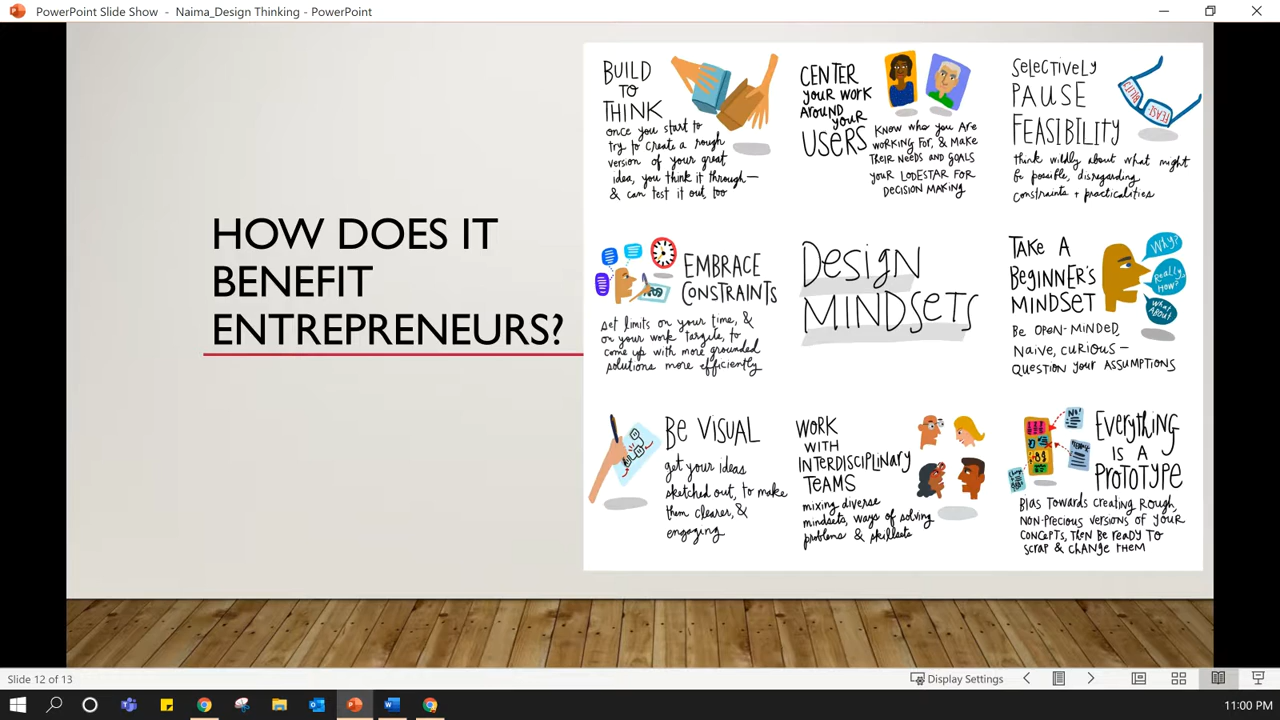 PowerPoint Slide Show - Naima_Design Thinking - PowerPoint
HOW DOES IT
BENEFIT
ENTREPRENEURS?
BUILD
TO
THINK
once you start to
try to create a rough
version of your great
idea, you think it through—
& can test it out, too
CENTER
your work
AROUND
your
USERS
Know who you are
working for, & make
their needs and goals
your lodestar for
decision making
Selectively
PAUSE
FEASIBILITY
FEASI-
BILITY
think wildly about what might
be possible, disregarding
constraints + practicalities
EMBRACE
CONSTRAINTS
set limits on your time, &
on your work targets, to
come up with more grounded
solutions more efficiently
Design
MINDSETS
TAKE A
BEGINNER'S
MINDSET
Why?
Really,
How?
What
About
Be open-minded,
naive, curious—
question your assumptions
Be VISUAL
get your ideas
sketched out, to make
them clearer, &
engaging
WORK
WITH
INTERDISCIPLINARY
TEAMS
mixing diverse
mindsets, ways of solving
problems & skillsets
Everything
IS A
PROTOTYPE
NO!
Bias towards creating rough,
non-precious versions of your
concepts, then be ready to
scrap & change them
Slide 12 of 13
Display Settings
11:00 PM